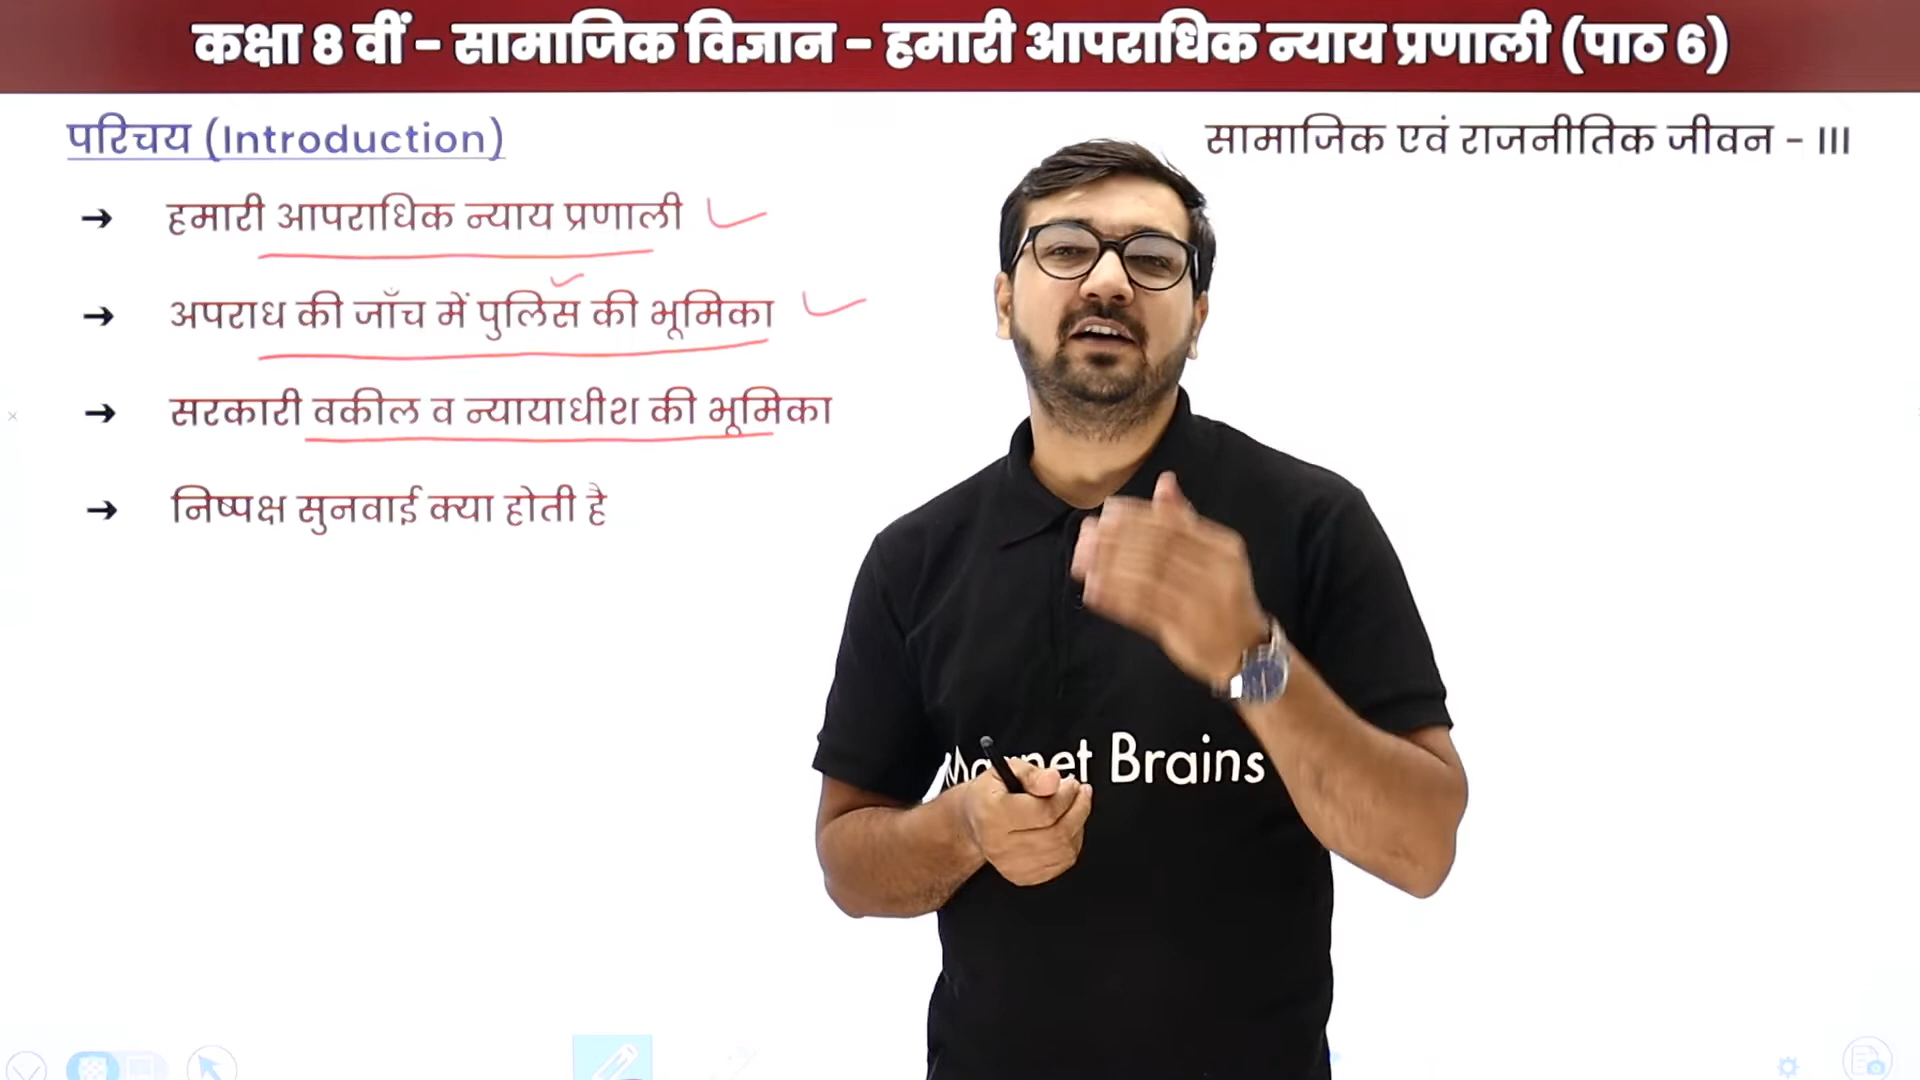 कक्षा 8 वीं - सामाजिक विज्ञान - हमारी आपराधिक न्याय प्रणाली (पाठ 6)
परिचय (Introduction)
सामाजिक एवं राजनीतिक जीवन - III
➔ हमारी आपराधिक न्याय प्रणाली
➔ अपराध की जाँच में पुलिस की भूमिका
➔ सरकारी वकील व न्यायाधीश की भूमिका
➔ निष्पक्ष सुनवाई क्या होती है
Brains